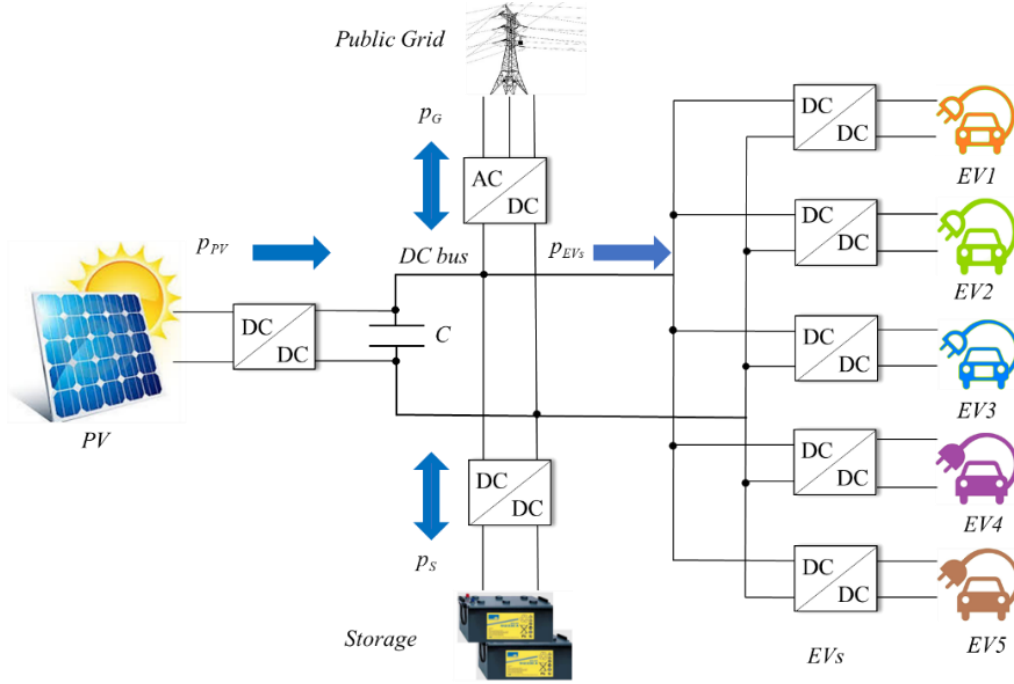 Public Grid
p_G
AC
DC
p_PV
DC bus
p_EVs
DC
DC
C
PV
DC
DC
p_S
Storage
DC
DC
EV1
DC
DC
EV2
DC
DC
EV3
DC
DC
EV4
DC
DC
EV5
EVs